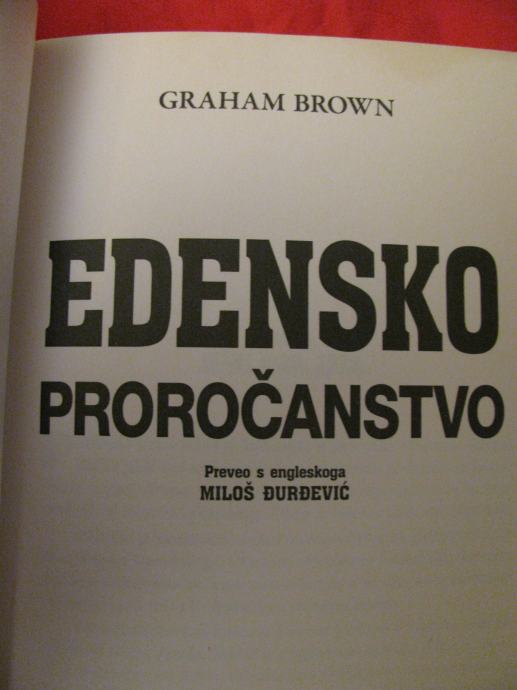 GRAHAM BROWN
EDENSKO
PROROČANSTVO
Preveo s engleskoga
MILOŠ ĐURĐEVIĆ